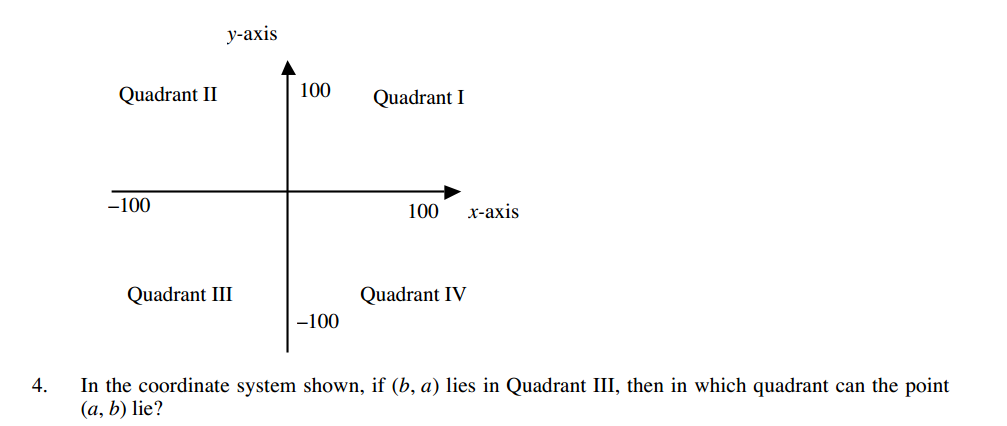 y-axis
Quadrant II
100
Quadrant I
–100
100
x-axis
Quadrant III
Quadrant IV
–100
4. In the coordinate system shown, if (b, a) lies in Quadrant III, then in which quadrant can the point
(a, b) lie?